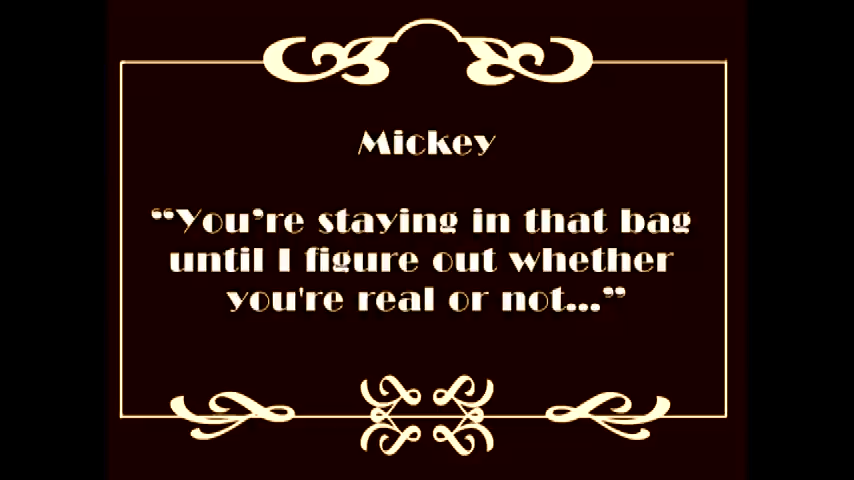 Mickey
“You’re staying in that bag
until I figure out whether
you're real or not...”